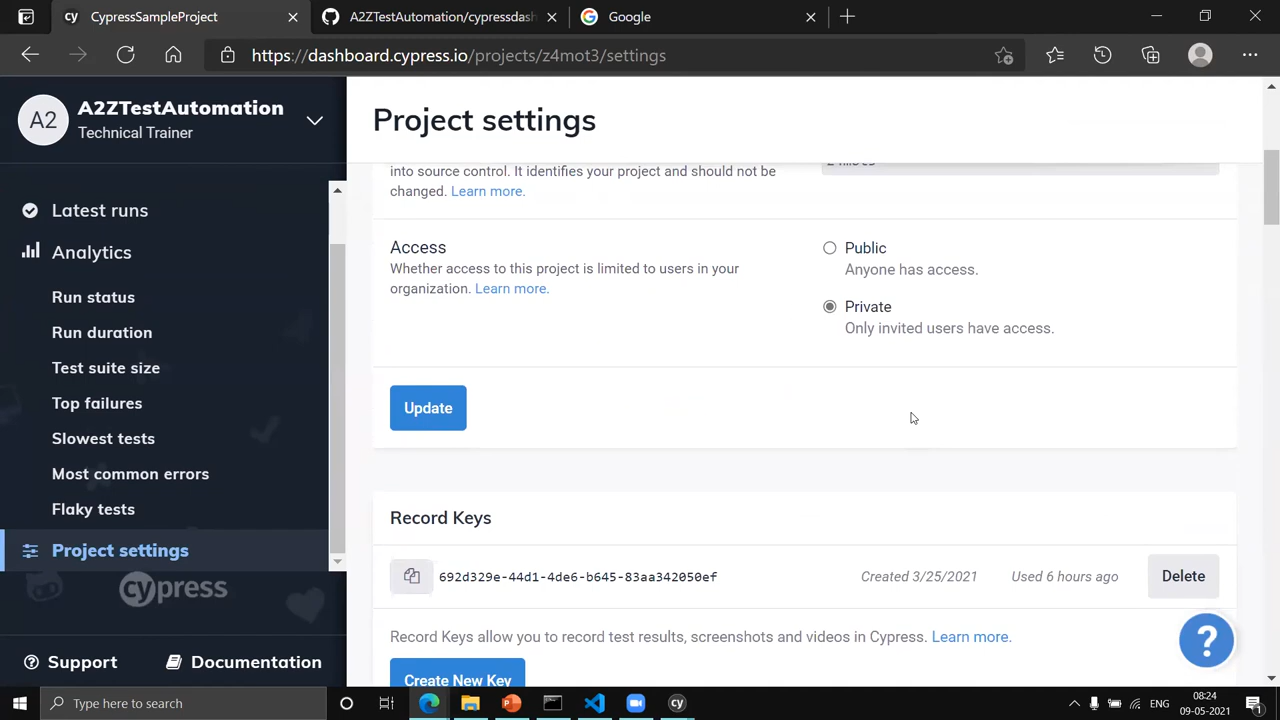 CypressSampleProject
A2ZTestAutomation/cypressdash
Google
https://dashboard.cypress.io/projects/z4mot3/settings
A2
A2ZTestAutomation
Technical Trainer
Latest runs
Analytics
Run status
Run duration
Test suite size
Top failures
Slowest tests
Most common errors
Flaky tests
Project settings
cypress
Support
Documentation
Project settings
into source control. It identifies your project and should not be
changed. Learn more.
Access
Whether access to this project is limited to users in your
organization. Learn more.
Public
Anyone has access.
Private
Only invited users have access.
Update
Record Keys
692d329e-44d1-4de6-b645-83aa342050ef
Created 3/25/2021
Used 6 hours ago
Delete
Record Keys allow you to record test results, screenshots and videos in Cypress. Learn more.
Create New Key
?
Type here to search
cy
ENG
08:24
09-05-2021
1